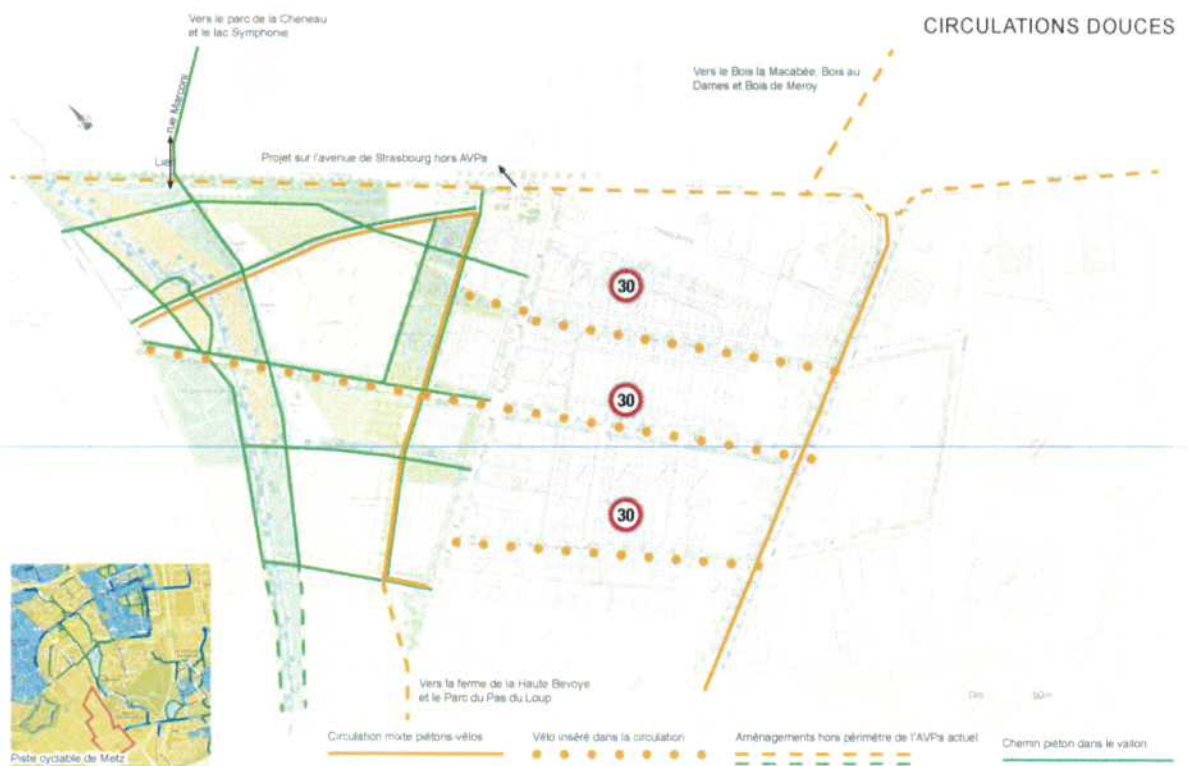 CIRCULATIONS DOUCES
Vers le parc de la Cheneau
et le lac Symphonie
rue Marconi
Vers le Bois la Macabée, Bois au
Dames et Bois de Meroy
Projet sur l'avenue de Strasbourg hors AVPs
30
30
30
Vers la ferme de la Haute Bevoye
et le Parc du Pas du Loup
0m 50m
Circulation mixte piétons-vélos
Vélo inséré dans la circulation
Aménagements hors périmètre de l'AVPs actuel
Chemin piéton dans le vallon
Piste cyclable de Metz